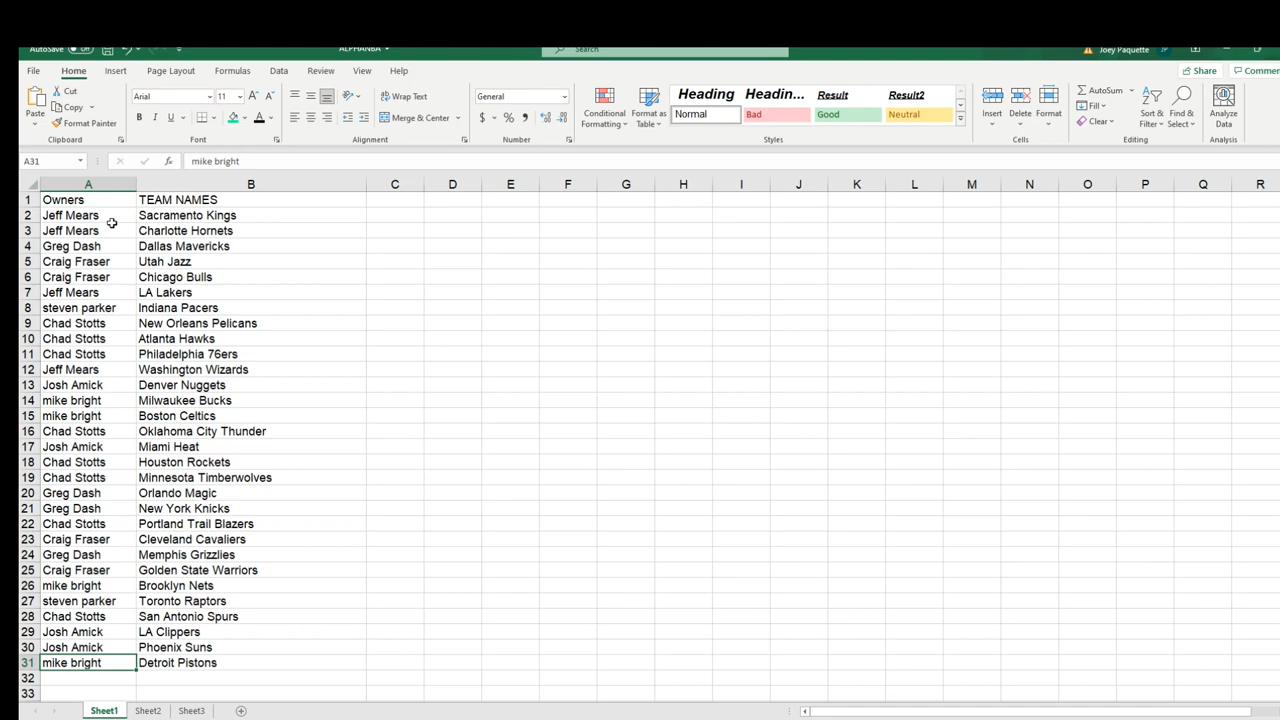 AutoSave Off ALPHANBA Search Joey Paquette JP
File Home Insert Page Layout Formulas Data Review View Help Share Commen
Paste Cut Copy Format Painter Clipboard
Arial 11 A A B I U A Font
Wrap Text Merge & Center Alignment
General $ % , Number
Conditional Formatting Format as Table
Heading Headin... Result Result2
Normal Bad Good Neutral
Styles
Insert Delete Format Cells
AutoSum Fill Clear Sort & Filter Find & Select Editing
Analyze Data Analysis
A31 fx mike bright
A B C D E F G H I J K L M N O P Q R
1 Owners TEAM NAMES
2 Jeff Mears Sacramento Kings
3 Jeff Mears Charlotte Hornets
4 Greg Dash Dallas Mavericks
5 Craig Fraser Utah Jazz
6 Craig Fraser Chicago Bulls
7 Jeff Mears LA Lakers
8 steven parker Indiana Pacers
9 Chad Stotts New Orleans Pelicans
10 Chad Stotts Atlanta Hawks
11 Chad Stotts Philadelphia 76ers
12 Jeff Mears Washington Wizards
13 Josh Amick Denver Nuggets
14 mike bright Milwaukee Bucks
15 mike bright Boston Celtics
16 Chad Stotts Oklahoma City Thunder
17 Josh Amick Miami Heat
18 Chad Stotts Houston Rockets
19 Chad Stotts Minnesota Timberwolves
20 Greg Dash Orlando Magic
21 Greg Dash New York Knicks
22 Chad Stotts Portland Trail Blazers
23 Craig Fraser Cleveland Cavaliers
24 Greg Dash Memphis Grizzlies
25 Craig Fraser Golden State Warriors
26 mike bright Brooklyn Nets
27 steven parker Toronto Raptors
28 Chad Stotts San Antonio Spurs
29 Josh Amick LA Clippers
30 Josh Amick Phoenix Suns
31 mike bright Detroit Pistons
32
33
Sheet1 Sheet2 Sheet3